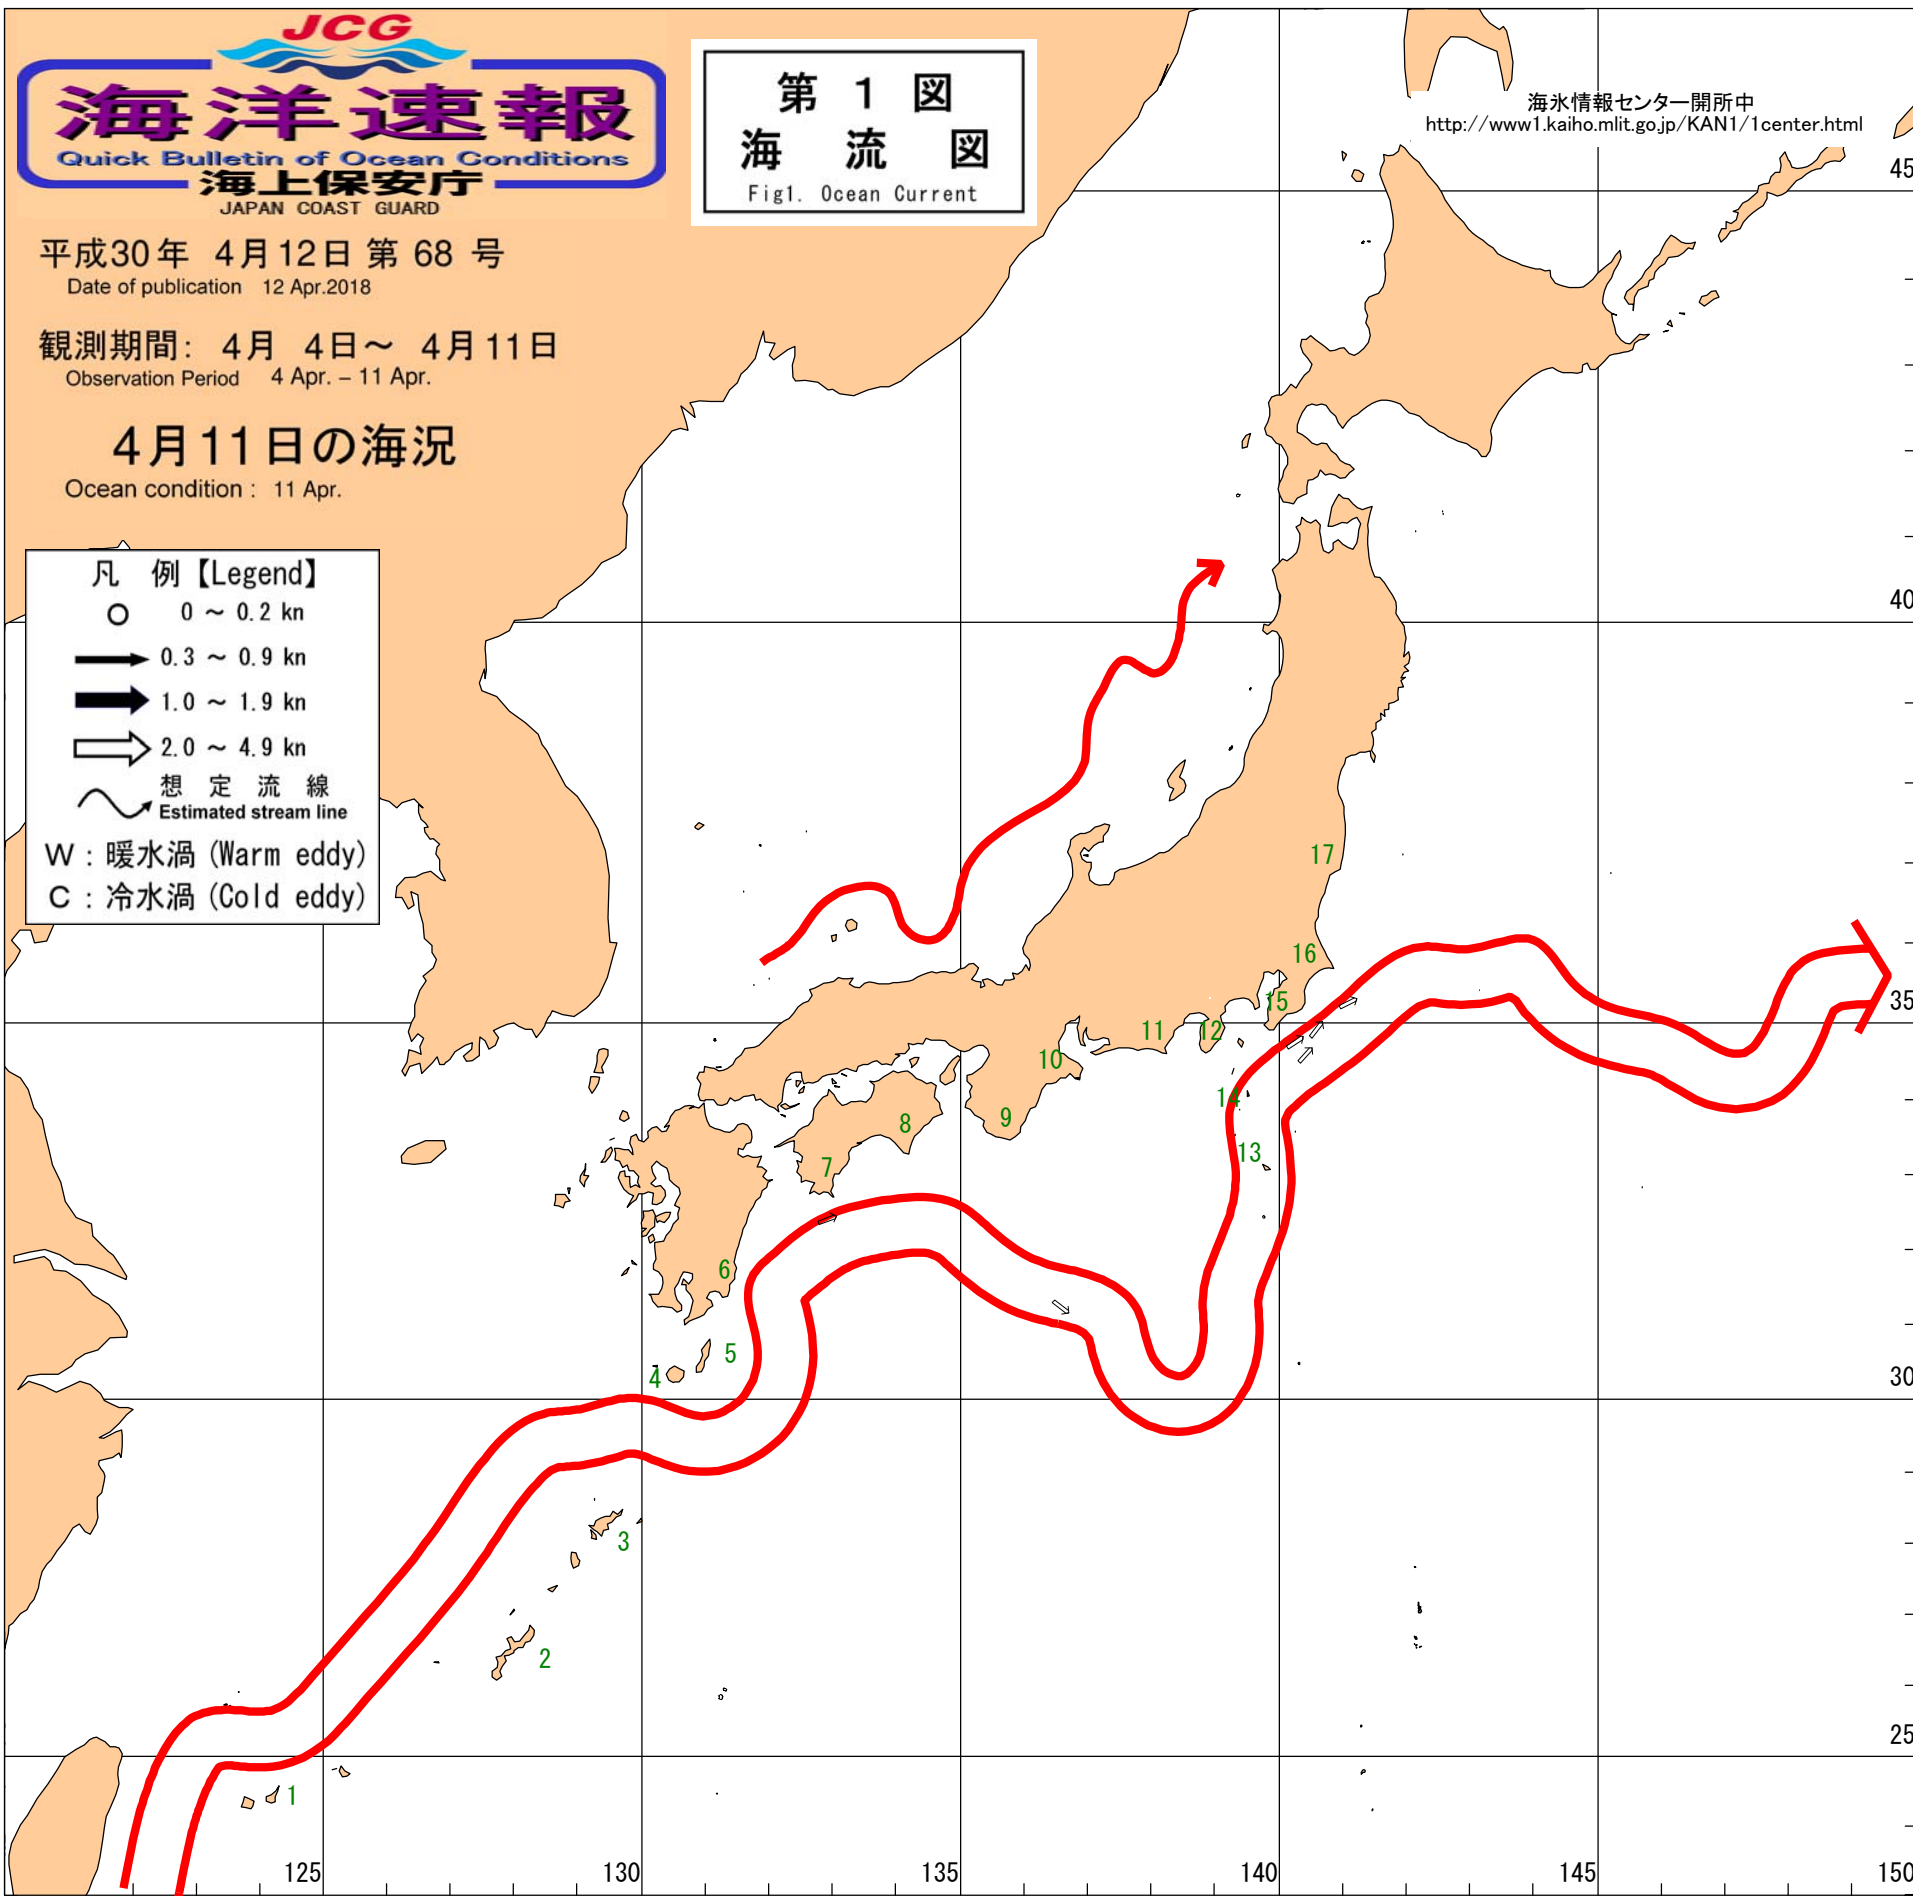 JCG
海洋速報
Quick Bulletin of Ocean Conditions
海上保安庁
JAPAN COAST GUARD
平成30年 4月12日 第 68 号
Date of publication 12 Apr.2018
観測期間: 4月 4日～ 4月11日
Observation Period 4 Apr. – 11 Apr.
4月11日の海況
Ocean condition : 11 Apr.
第 1 図
海 流 図
Fig1. Ocean Current
海氷情報センター開所中
http://www1.kaiho.mlit.go.jp/KAN1/1center.html
凡 例【Legend】
0 ～ 0.2 kn
0.3 ～ 0.9 kn
1.0 ～ 1.9 kn
2.0 ～ 4.9 kn
想 定 流 線
Estimated stream line
W : 暖水渦 (Warm eddy)
C : 冷水渦 (Cold eddy)
45
40
17
16
35
15
11
12
10
14
9
8
13
7
6
5
4
30
3
2
25
1
125
130
135
140
145
150